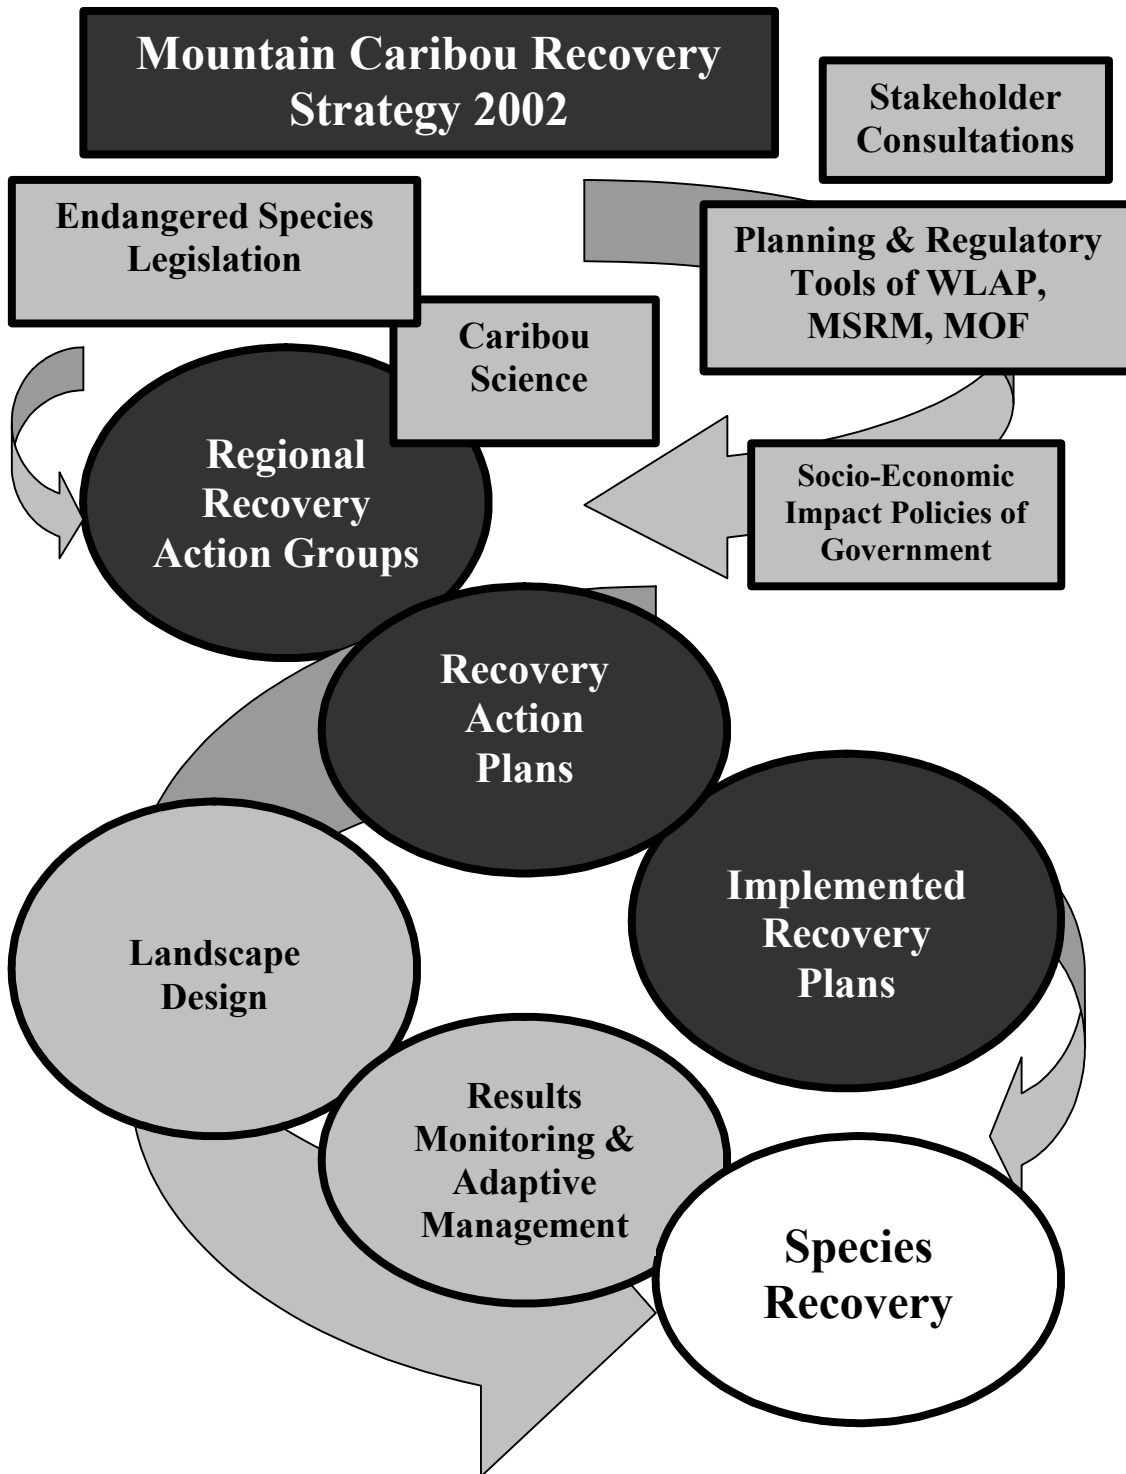 Mountain Caribou Recovery
Strategy 2002
Stakeholder
Consultations
Endangered Species
Legislation
Planning & Regulatory
Tools of WLAP,
MSRM, MOF
Caribou
Science
Regional
Recovery
Action Groups
Socio-Economic
Impact Policies of
Government
Recovery
Action
Plans
Implemented
Recovery
Plans
Landscape
Design
Results
Monitoring &
Adaptive
Management
Species
Recovery